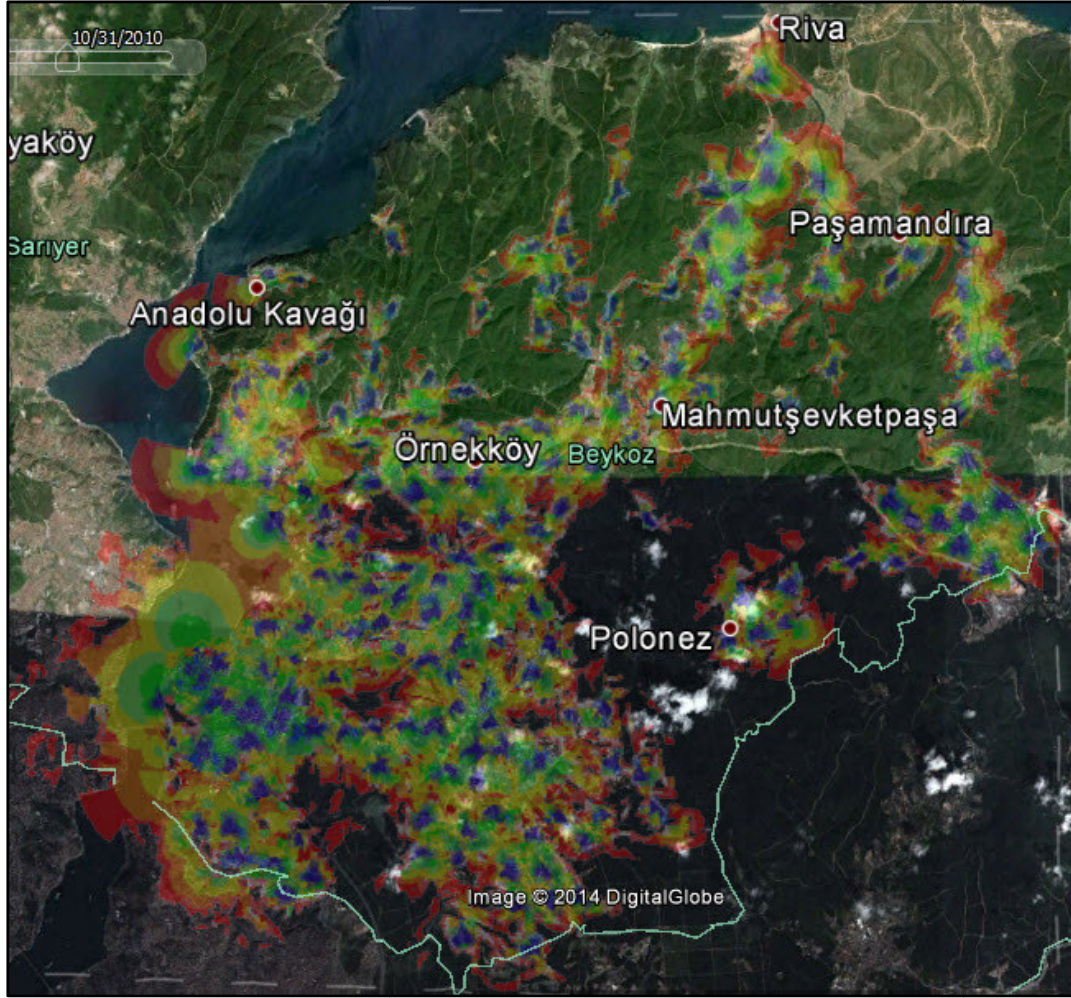 10/31/2010
Riva
yaköy
Sarıyer
Paşamandıra
Anadolu Kavağı
Mahmutşevketpaşa
Örnekköy
Beykoz
Polonez
Image © 2014 DigitalGlobe